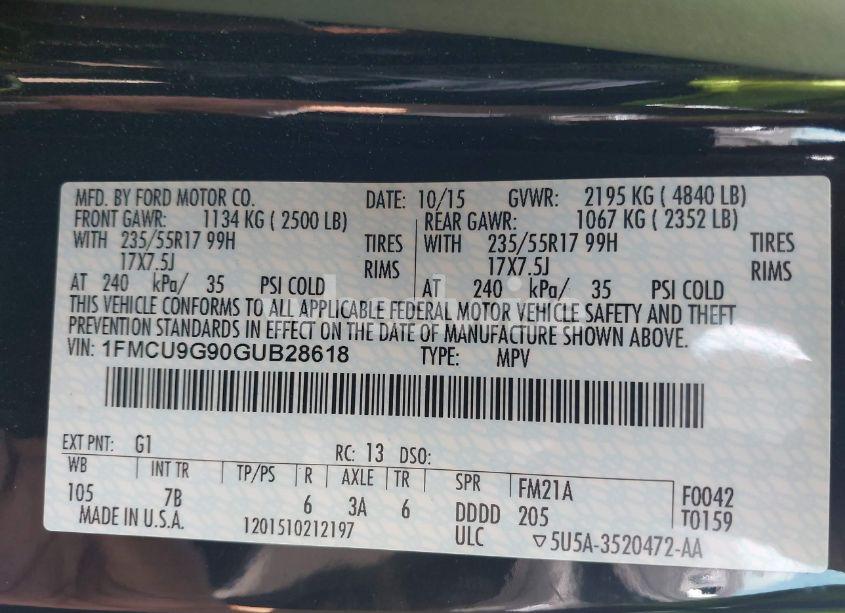 MFD. BY FORD MOTOR CO. DATE: 10/15 GVWR: 2195 KG ( 4840 LB)
FRONT GAWR: 1134 KG ( 2500 LB) REAR GAWR: 1067 KG ( 2352 LB)
WITH 235/55R17 99H TIRES WITH 235/55R17 99H TIRES
17X7.5J RIMS 17X7.5J RIMS
AT 240 kPa/ 35 PSI COLD AT 240 kPa/ 35 PSI COLD
THIS VEHICLE CONFORMS TO ALL APPLICABLE FEDERAL MOTOR VEHICLE SAFETY AND THEFT
PREVENTION STANDARDS IN EFFECT ON THE DATE OF MANUFACTURE SHOWN ABOVE.
VIN: 1FMCU9G90GUB28618 TYPE: MPV
EXT PNT: G1 RC: 13 DSO:
WB INT TR TP/PS R AXLE TR SPR FM21A F0042
105 7B 6 3A 6 DDDD 205 T0159
MADE IN U.S.A. 1201510212197 ULC ▽5U5A-3520472-AA